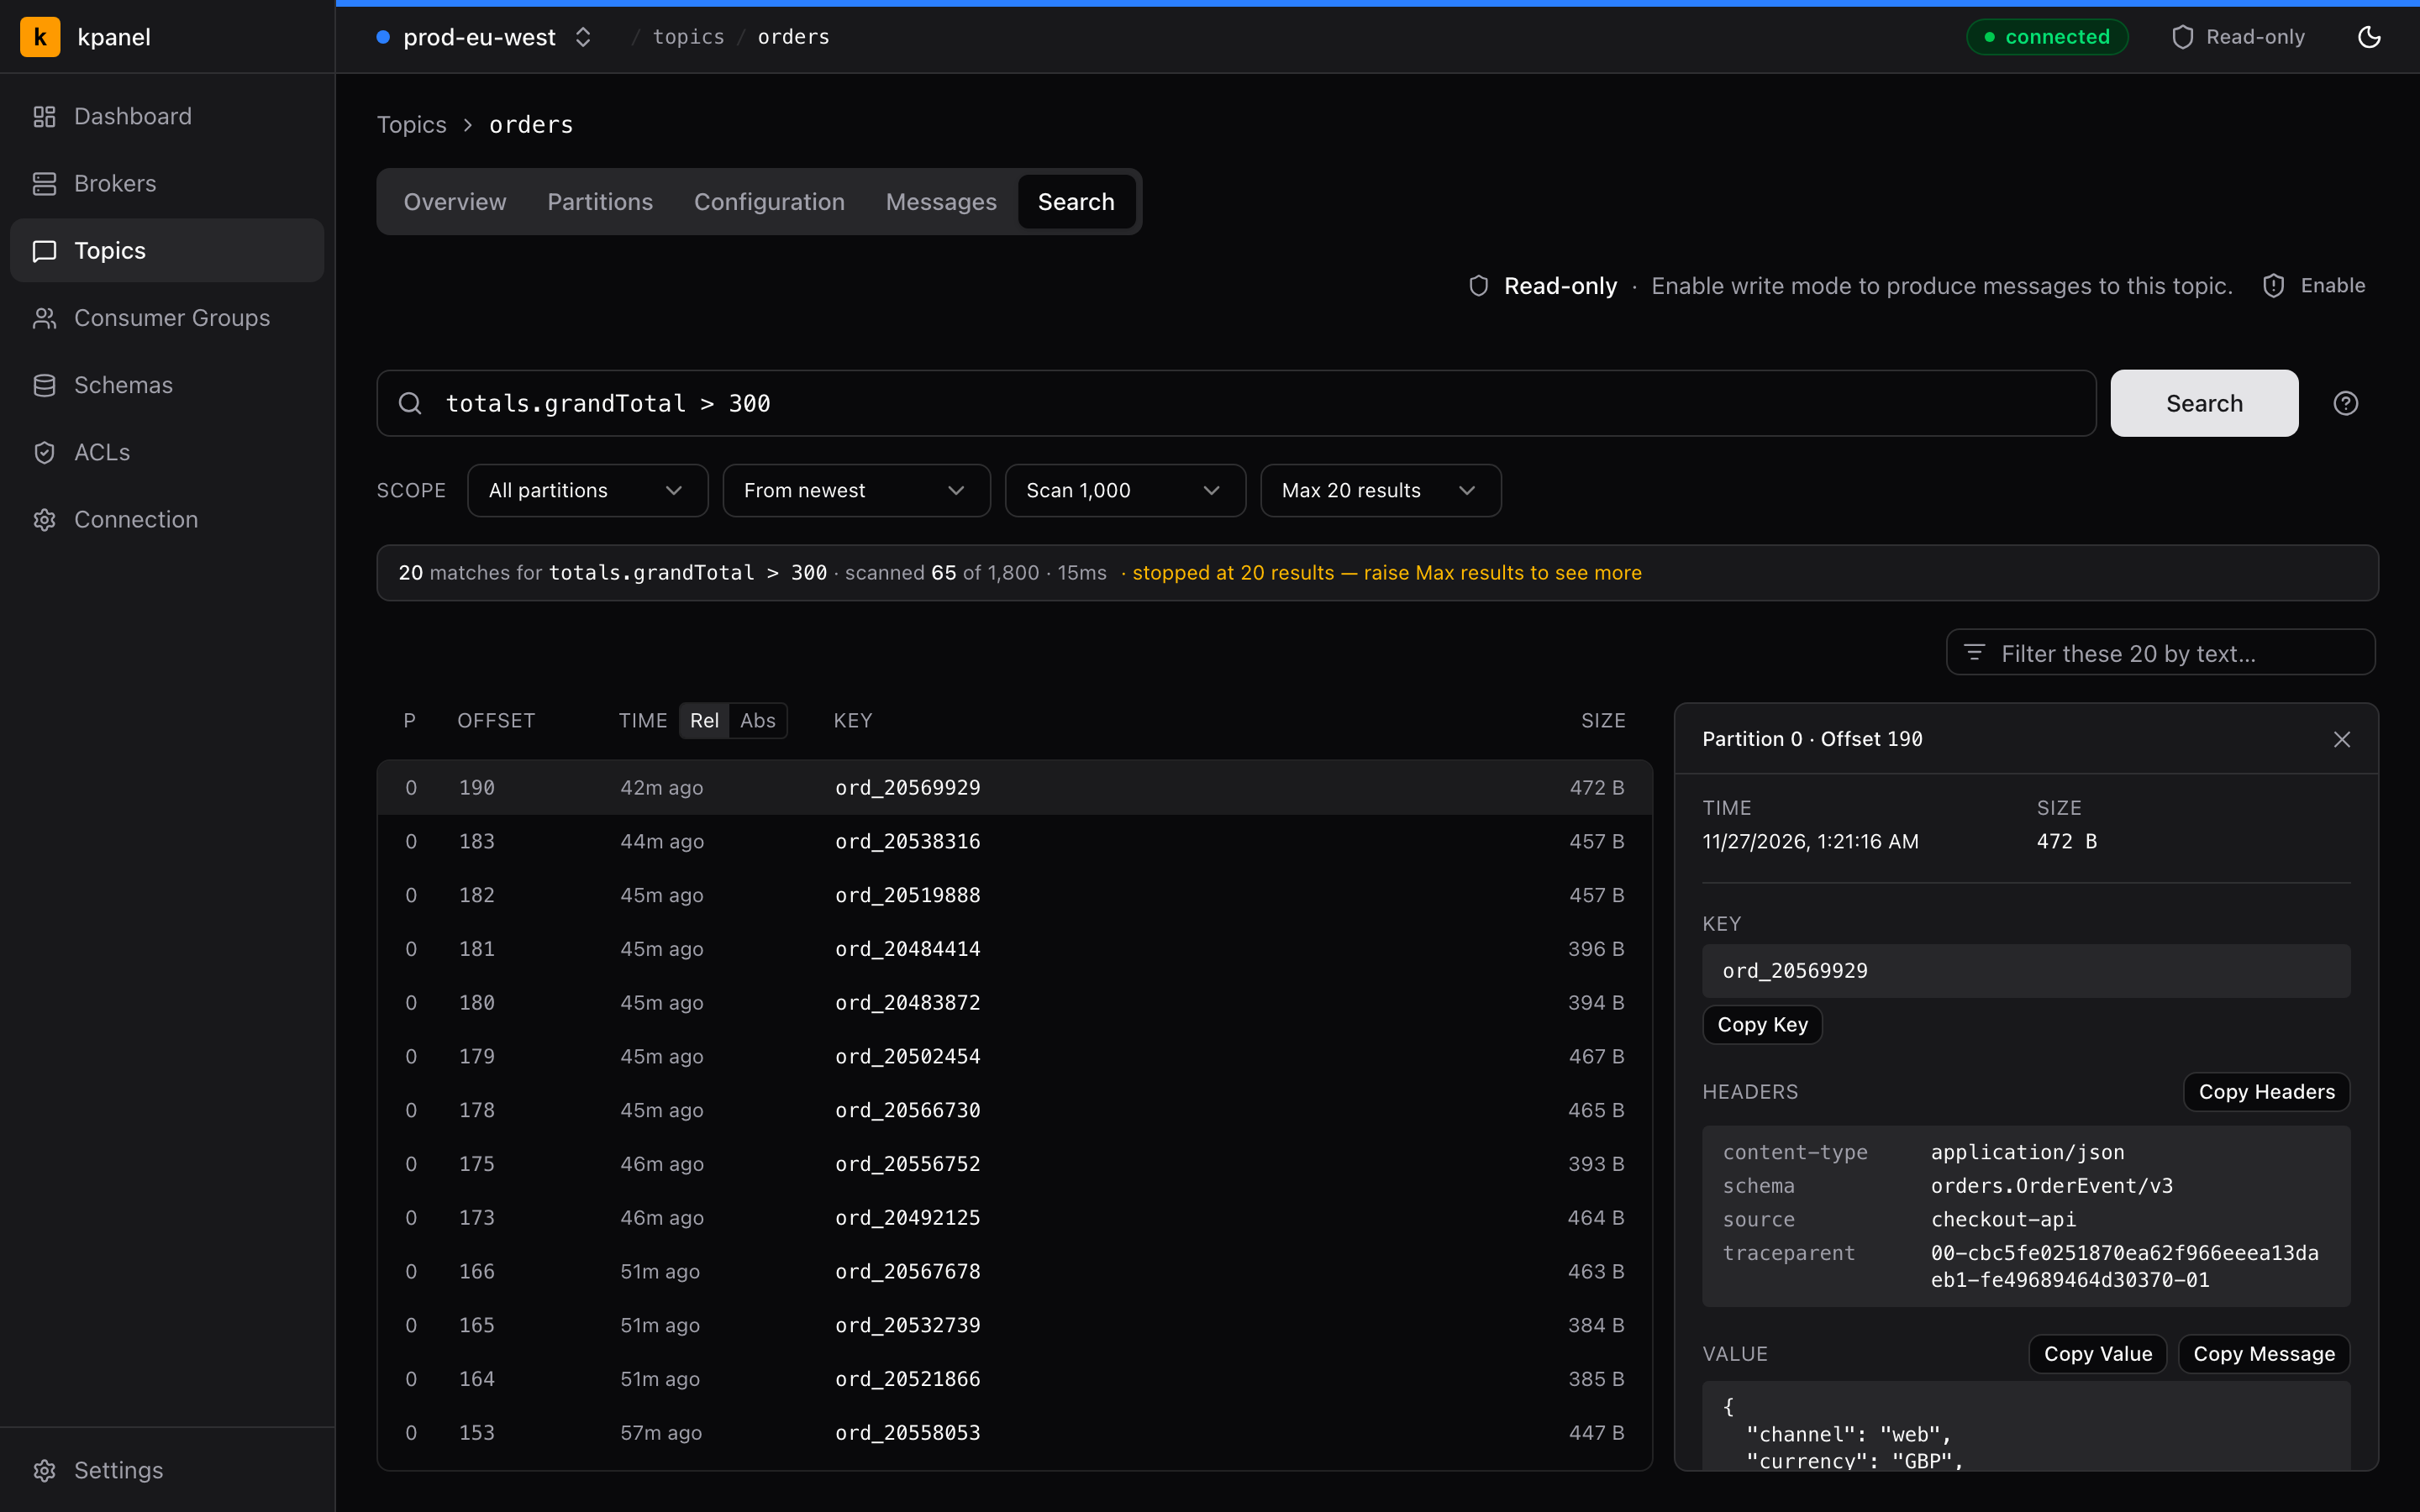 k kpanel
prod-eu-west / topics / orders
connected
Read-only
Dashboard
Brokers
Topics
Consumer Groups
Schemas
ACLs
Connection
Settings
Topics > orders
Overview Partitions Configuration Messages Search
Read-only · Enable write mode to produce messages to this topic. Enable
totals.grandTotal > 300
Search
SCOPE All partitions From newest Scan 1,000 Max 20 results
20 matches for totals.grandTotal > 300 · scanned 65 of 1,800 · 15ms · stopped at 20 results — raise Max results to see more
Filter these 20 by text...
P OFFSET TIME Rel Abs KEY SIZE
0 190 42m ago ord_20569929 472 B
0 183 44m ago ord_20538316 457 B
0 182 45m ago ord_20519888 457 B
0 181 45m ago ord_20484414 396 B
0 180 45m ago ord_20483872 394 B
0 179 45m ago ord_20502454 467 B
0 178 45m ago ord_20566730 465 B
0 175 46m ago ord_20556752 393 B
0 173 46m ago ord_20492125 464 B
0 166 51m ago ord_20567678 463 B
0 165 51m ago ord_20532739 384 B
0 164 51m ago ord_20521866 385 B
0 153 57m ago ord_20558053 447 B
Partition 0 · Offset 190
TIME SIZE
11/27/2026, 1:21:16 AM 472 B
KEY
ord_20569929
Copy Key
HEADERS Copy Headers
content-type application/json
schema orders.OrderEvent/v3
source checkout-api
traceparent 00-cbc5fe0251870ea62f966eeea13da
eb1-fe49689464d30370-01
VALUE Copy Value Copy Message
{
"channel": "web",
"currency": "GBP",